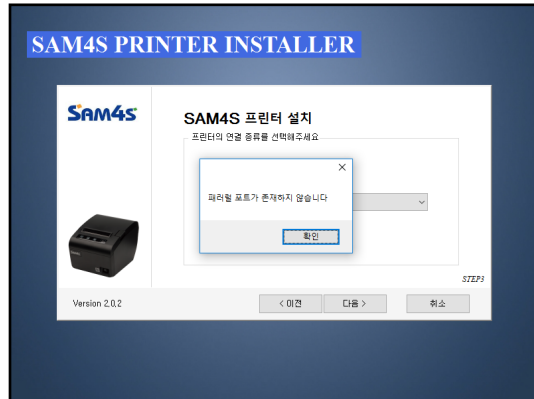 SAM4S PRINTER INSTALLER
SAM4S
SAM4S 프린터 설치
프린터의 연결 종류를 선택해주세요
패러럴 포트가 존재하지 않습니다
확인
STEP3
Version 2,0,2
< 이전
다음 >
취소